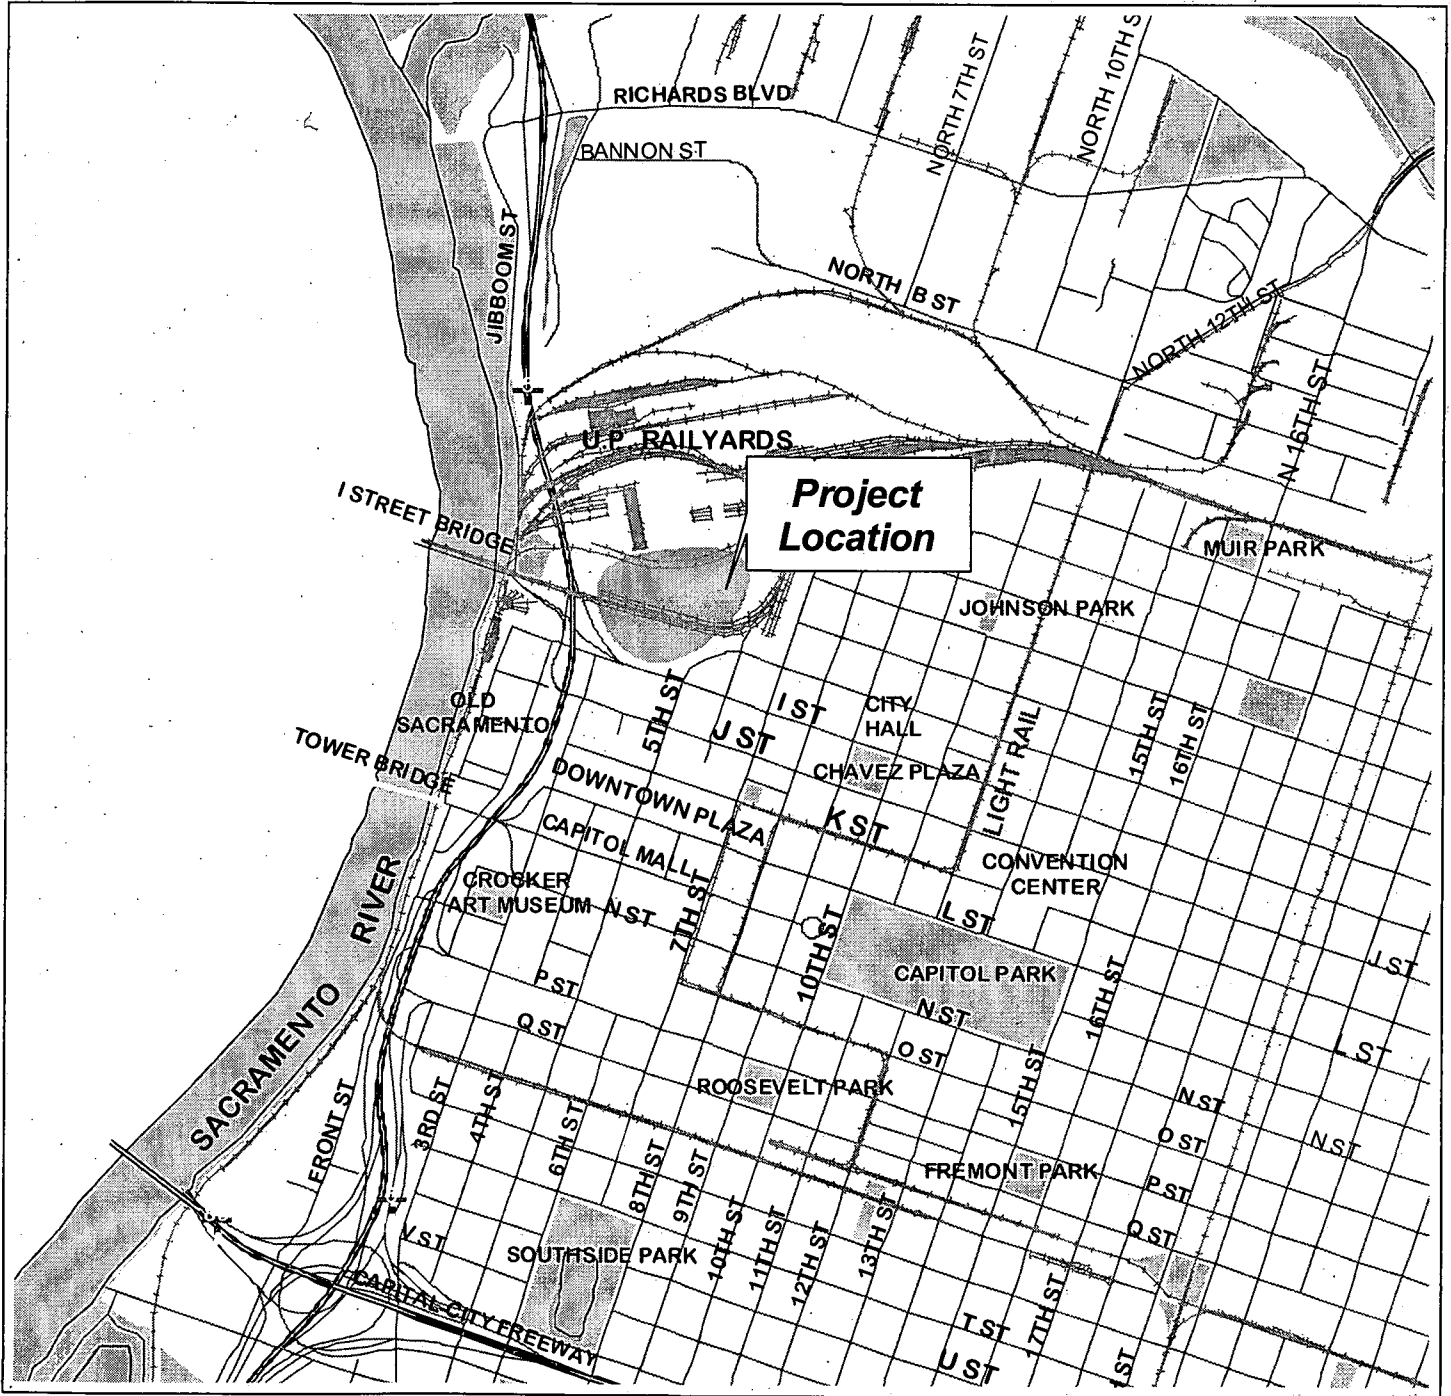 RICHARDS BLVD
NORTH 7TH ST
NORTH 10TH S
BANNON ST
JIBBOOM ST
NORTH B ST
NORTH 12TH ST
N 16TH ST
U.P. RAILYARDS
Project
Location
I STREET BRIDGE
MUIR PARK
JOHNSON PARK
OLD
SACRAMENTO
5TH ST
I ST
J ST
CITY
HALL
15TH ST
16TH ST
TOWER BRIDGE
CHAVEZ PLAZA
LIGHT RAIL
DOWNTOWN PLAZA
K ST
CAPITOL MALL
CONVENTION
CENTER
CROCKER
ART MUSEUM
N ST
7TH ST
10TH ST
L ST
CAPITOL PARK
J ST
SACRAMENTO RIVER
P ST
N ST
16TH ST
Q ST
O ST
L ST
ROOSEVELT PARK
15TH ST
N ST
FRONT ST
3RD ST
4TH ST
6TH ST
O ST
N ST
8TH ST
9TH ST
FREMONT PARK
P ST
10TH ST
11TH ST
12TH ST
13TH ST
Q ST
V ST
SOUTHSIDE PARK
CAPITAL CITY FREEWAY
17TH ST
T ST
U ST
ST